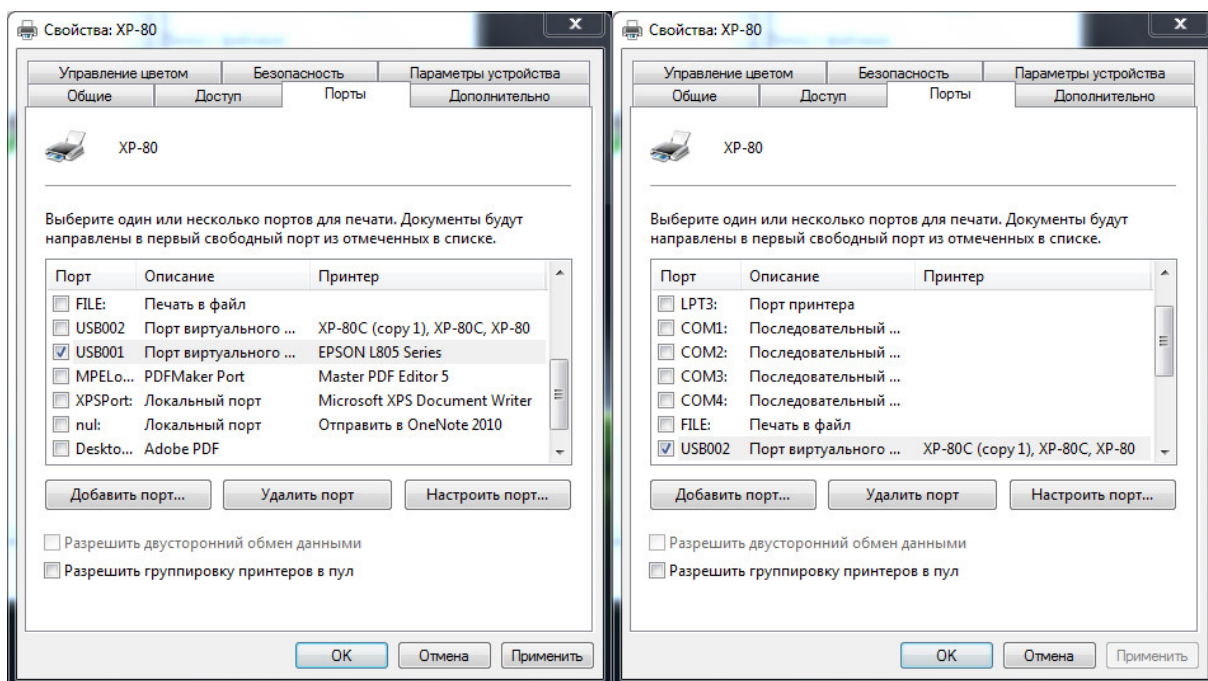 Свойства: XP-80
Управление цветом Безопасность Параметры устройства
Общие Доступ Порты Дополнительно
XP-80
Выберите один или несколько портов для печати. Документы будут
направлены в первый свободный порт из отмеченных в списке.
Порт Описание Принтер
FILE: Печать в файл
USB002 Порт виртуального ... XP-80C (copy 1), XP-80C, XP-80
USB001 Порт виртуального ... EPSON L805 Series
MPELo... PDFMaker Port Master PDF Editor 5
XPSPort: Локальный порт Microsoft XPS Document Writer
nul: Локальный порт Отправить в OneNote 2010
Deskto... Adobe PDF
Добавить порт... Удалить порт Настроить порт...
Разрешить двусторонний обмен данными
Разрешить группировку принтеров в пул
OK Отмена Применить
Свойства: XP-80
Управление цветом Безопасность Параметры устройства
Общие Доступ Порты Дополнительно
XP-80
Выберите один или несколько портов для печати. Документы будут
направлены в первый свободный порт из отмеченных в списке.
Порт Описание Принтер
LPT3: Порт принтера
COM1: Последовательный ...
COM2: Последовательный ...
COM3: Последовательный ...
COM4: Последовательный ...
FILE: Печать в файл
USB002 Порт виртуального ... XP-80C (copy 1), XP-80C, XP-80
Добавить порт... Удалить порт Настроить порт...
Разрешить двусторонний обмен данными
Разрешить группировку принтеров в пул
OK Отмена Применить